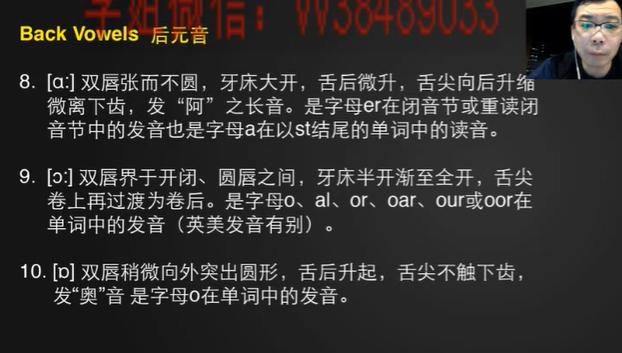 学姐微信：VV38489033
Back Vowels 后元音
8. [ɑː] 双唇张而不圆，牙床大开，舌后微升，舌尖向后升缩
微离下齿，发“阿”之长音。是字母er在闭音节或重读闭
音节中的发音也是字母a在以st结尾的单词中的读音。
9. [ɔː] 双唇界于开闭、圆唇之间，牙床半开渐至全开，舌尖
卷上再过渡为卷后。是字母o、al、or、oar、our或oor在
单词中的发音（英美发音有别）。
10. [ɒ] 双唇稍微向外突出圆形，舌后升起，舌尖不触下齿，
发“奥”音 是字母o在单词中的发音。